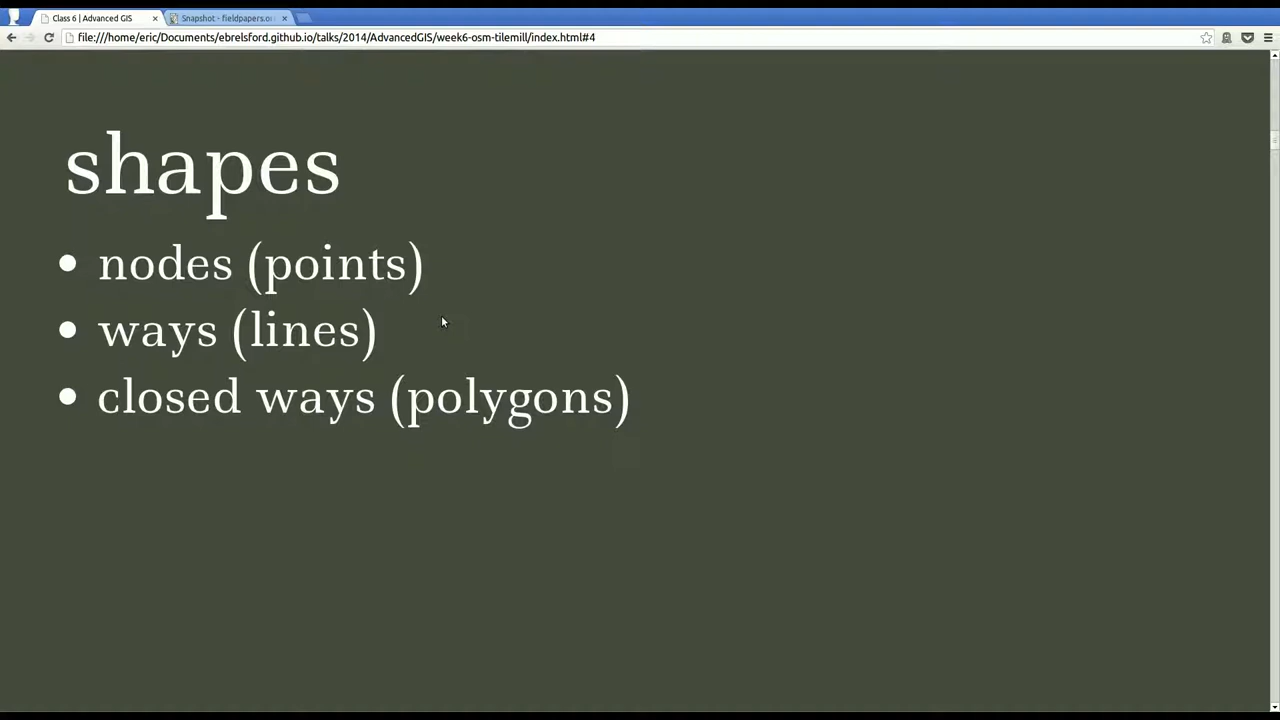 Class 6 | Advanced GIS
Snapshot - fieldpapers.or
file:///home/eric/Documents/ebrelsford.github.io/talks/2014/AdvancedGIS/week6-osm-tilemill/index.html#4
shapes
• nodes (points)
• ways (lines)
• closed ways (polygons)